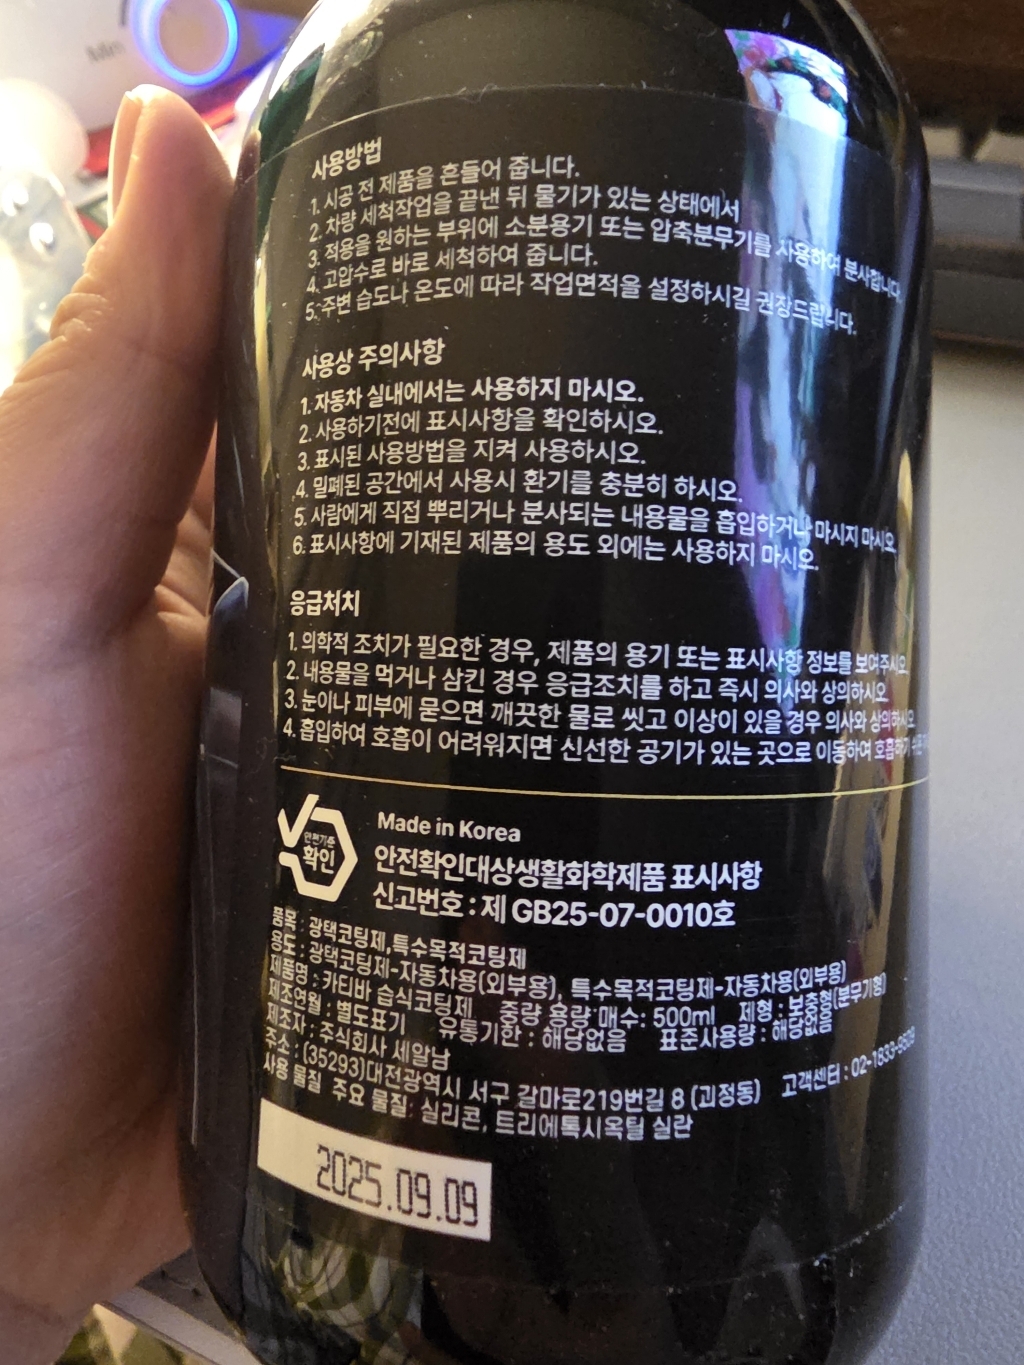 사용방법
1. 시공 전 제품을 흔들어 줍니다.
2. 차량 세척작업을 끝낸 뒤 물기가 있는 상태에서
3. 적용을 원하는 부위에 소분용기 또는 압축분무기를 사용하여 분사합니다.
4. 고압수로 바로 세척하여 줍니다.
5. 주변 습도나 온도에 따라 작업면적을 설정하시길 권장드립니다.
사용상 주의사항
1. 자동차 실내에서는 사용하지 마시오.
2. 사용하기전에 표시사항을 확인하시오.
3. 표시된 사용방법을 지켜 사용하시오.
4. 밀폐된 공간에서 사용시 환기를 충분히 하시오.
5. 사람에게 직접 뿌리거나 분사되는 내용물을 흡입하거나 마시지 마시오.
6. 표시사항에 기재된 제품의 용도 외에는 사용하지 마시오.
응급처치
1. 의학적 조치가 필요한 경우, 제품의 용기 또는 표시사항 정보를 보여주시오.
2. 내용물을 먹거나 삼킨 경우 응급조치를 하고 즉시 의사와 상의하시오.
3. 눈이나 피부에 묻으면 깨끗한 물로 씻고 이상이 있을 경우 의사와 상의하시오.
4. 흡입하여 호흡이 어려워지면 신선한 공기가 있는 곳으로 이동하여 호흡하기
안전기준
확인
Made in Korea
안전확인대상생활화학제품 표시사항
신고번호 : 제 GB25-07-0010호
품목 : 광택코팅제, 특수목적코팅제
용도 : 광택코팅제-자동차용(외부용), 특수목적코팅제-자동차용(외부용)
제품명 : 카티바 습식코팅제 중량·용량·매수: 500ml 제형 : 보충형(분무기형)
제조연월 : 별도표기 유통기한 : 해당없음 표준사용량 : 해당없음
제조자 : 주식회사 세알남
주소 : (35293)대전광역시 서구 갈마로219번길 8 (괴정동) 고객센터 : 02-1833-9609
사용 물질 주요 물질: 실리콘, 트리에톡시옥틸 실란
2025.09.09